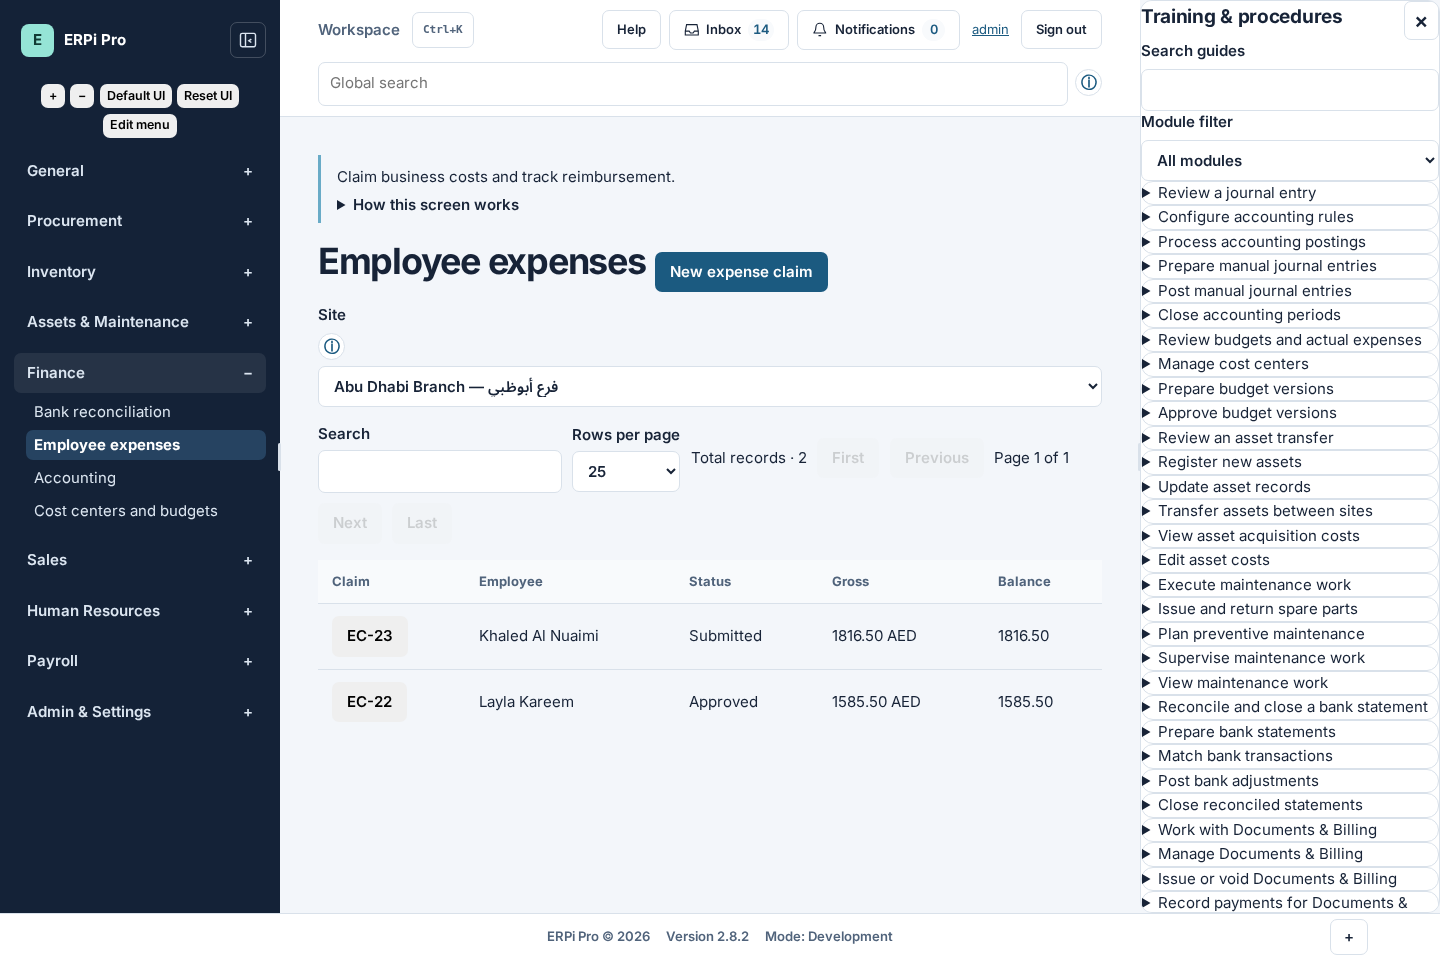 E ERPi Pro
+ − Default UI Reset UI
Edit menu
General +
Procurement +
Inventory +
Assets & Maintenance +
Finance −
Bank reconciliation
Employee expenses
Accounting
Cost centers and budgets
Sales +
Human Resources +
Payroll +
Admin & Settings +
Workspace Ctrl+K Help Inbox 14 Notifications 0 admin Sign out
Global search ⓘ
Claim business costs and track reimbursement.
▶ How this screen works
Employee expenses New expense claim
Site
ⓘ
Abu Dhabi Branch — فرع أبوظبي
Search Rows per page
25 Total records · 2 First Previous Page 1 of 1
Next Last
Claim Employee Status Gross Balance
EC-23 Khaled Al Nuaimi Submitted 1816.50 AED 1816.50
EC-22 Layla Kareem Approved 1585.50 AED 1585.50
Training & procedures ×
Search guides
Module filter
All modules
▶ Review a journal entry
▶ Configure accounting rules
▶ Process accounting postings
▶ Prepare manual journal entries
▶ Post manual journal entries
▶ Close accounting periods
▶ Review budgets and actual expenses
▶ Manage cost centers
▶ Prepare budget versions
▶ Approve budget versions
▶ Review an asset transfer
▶ Register new assets
▶ Update asset records
▶ Transfer assets between sites
▶ View asset acquisition costs
▶ Edit asset costs
▶ Execute maintenance work
▶ Issue and return spare parts
▶ Plan preventive maintenance
▶ Supervise maintenance work
▶ View maintenance work
▶ Reconcile and close a bank statement
▶ Prepare bank statements
▶ Match bank transactions
▶ Post bank adjustments
▶ Close reconciled statements
▶ Work with Documents & Billing
▶ Manage Documents & Billing
▶ Issue or void Documents & Billing
▶ Record payments for Documents &
ERPi Pro © 2026 Version 2.8.2 Mode: Development +